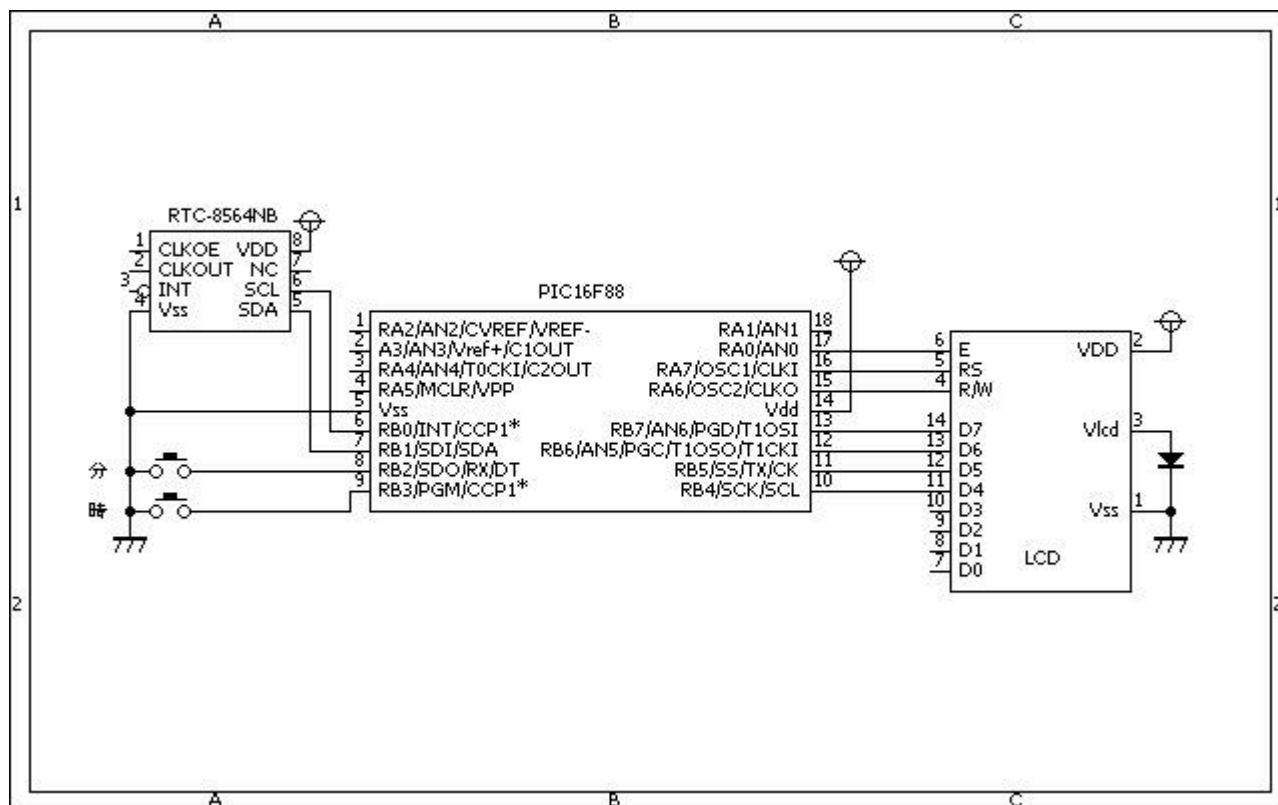 A B C
1 1
RTC-8564NB
1 CLKOE VDD 8
2 CLKOUT NC 7
3 INT SCL 6
4 Vss SDA 5
PIC16F88
1 RA2/AN2/CVREF/VREF- RA1/AN1 18
2 A3/AN3/Vref+/C1OUT RA0/AN0 17
3 RA4/AN4/T0CKI/C2OUT RA7/OSC1/CLKI 16
4 RA5/MCLR/VPP RA6/OSC2/CLKO 15
5 Vss Vdd 14
6 RB0/INT/CCP1* RB7/AN6/PGD/T1OSI 13
7 RB1/SDI/SDA RB6/AN5/PGC/T1OSO/T1CKI 12
8 RB2/SDO/RX/DT RB5/SS/TX/CK 11
9 RB3/PGM/CCP1* RB4/SCK/SCL 10
分
時
6 E VDD 2
5 RS
4 R/W
14 D7 Vlcd 3
13 D6
12 D5
11 D4
10 D3 Vss 1
9 D2
8 D1
7 D0
LCD
2 2
A B C